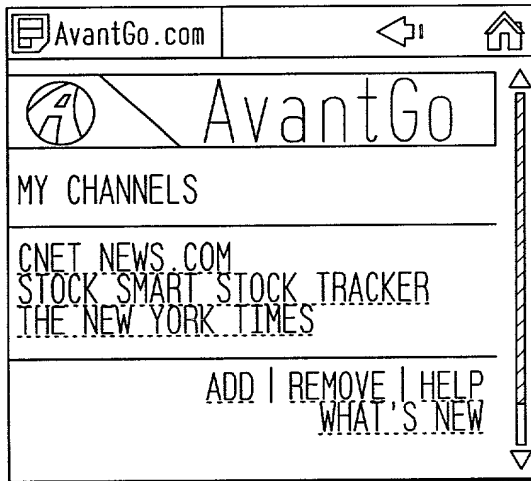 AvantGo.com
AvantGo
MY CHANNELS
CNET NEWS.COM
STOCK SMART STOCK TRACKER
THE NEW YORK TIMES
ADD | REMOVE | HELP
WHAT'S NEW